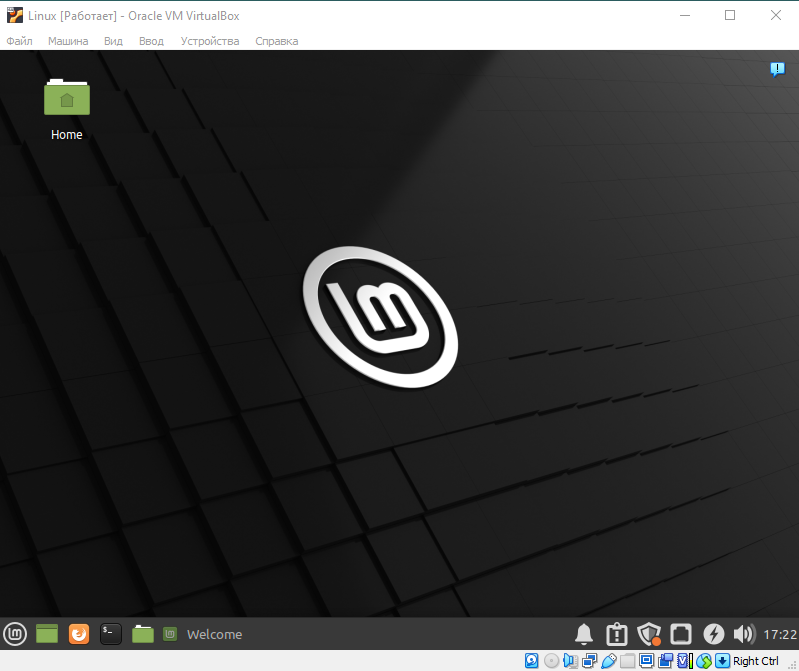 Linux [Работает] - Oracle VM VirtualBox
Файл Машина Вид Ввод Устройства Справка
Home
Welcome
17:22
Right Ctrl